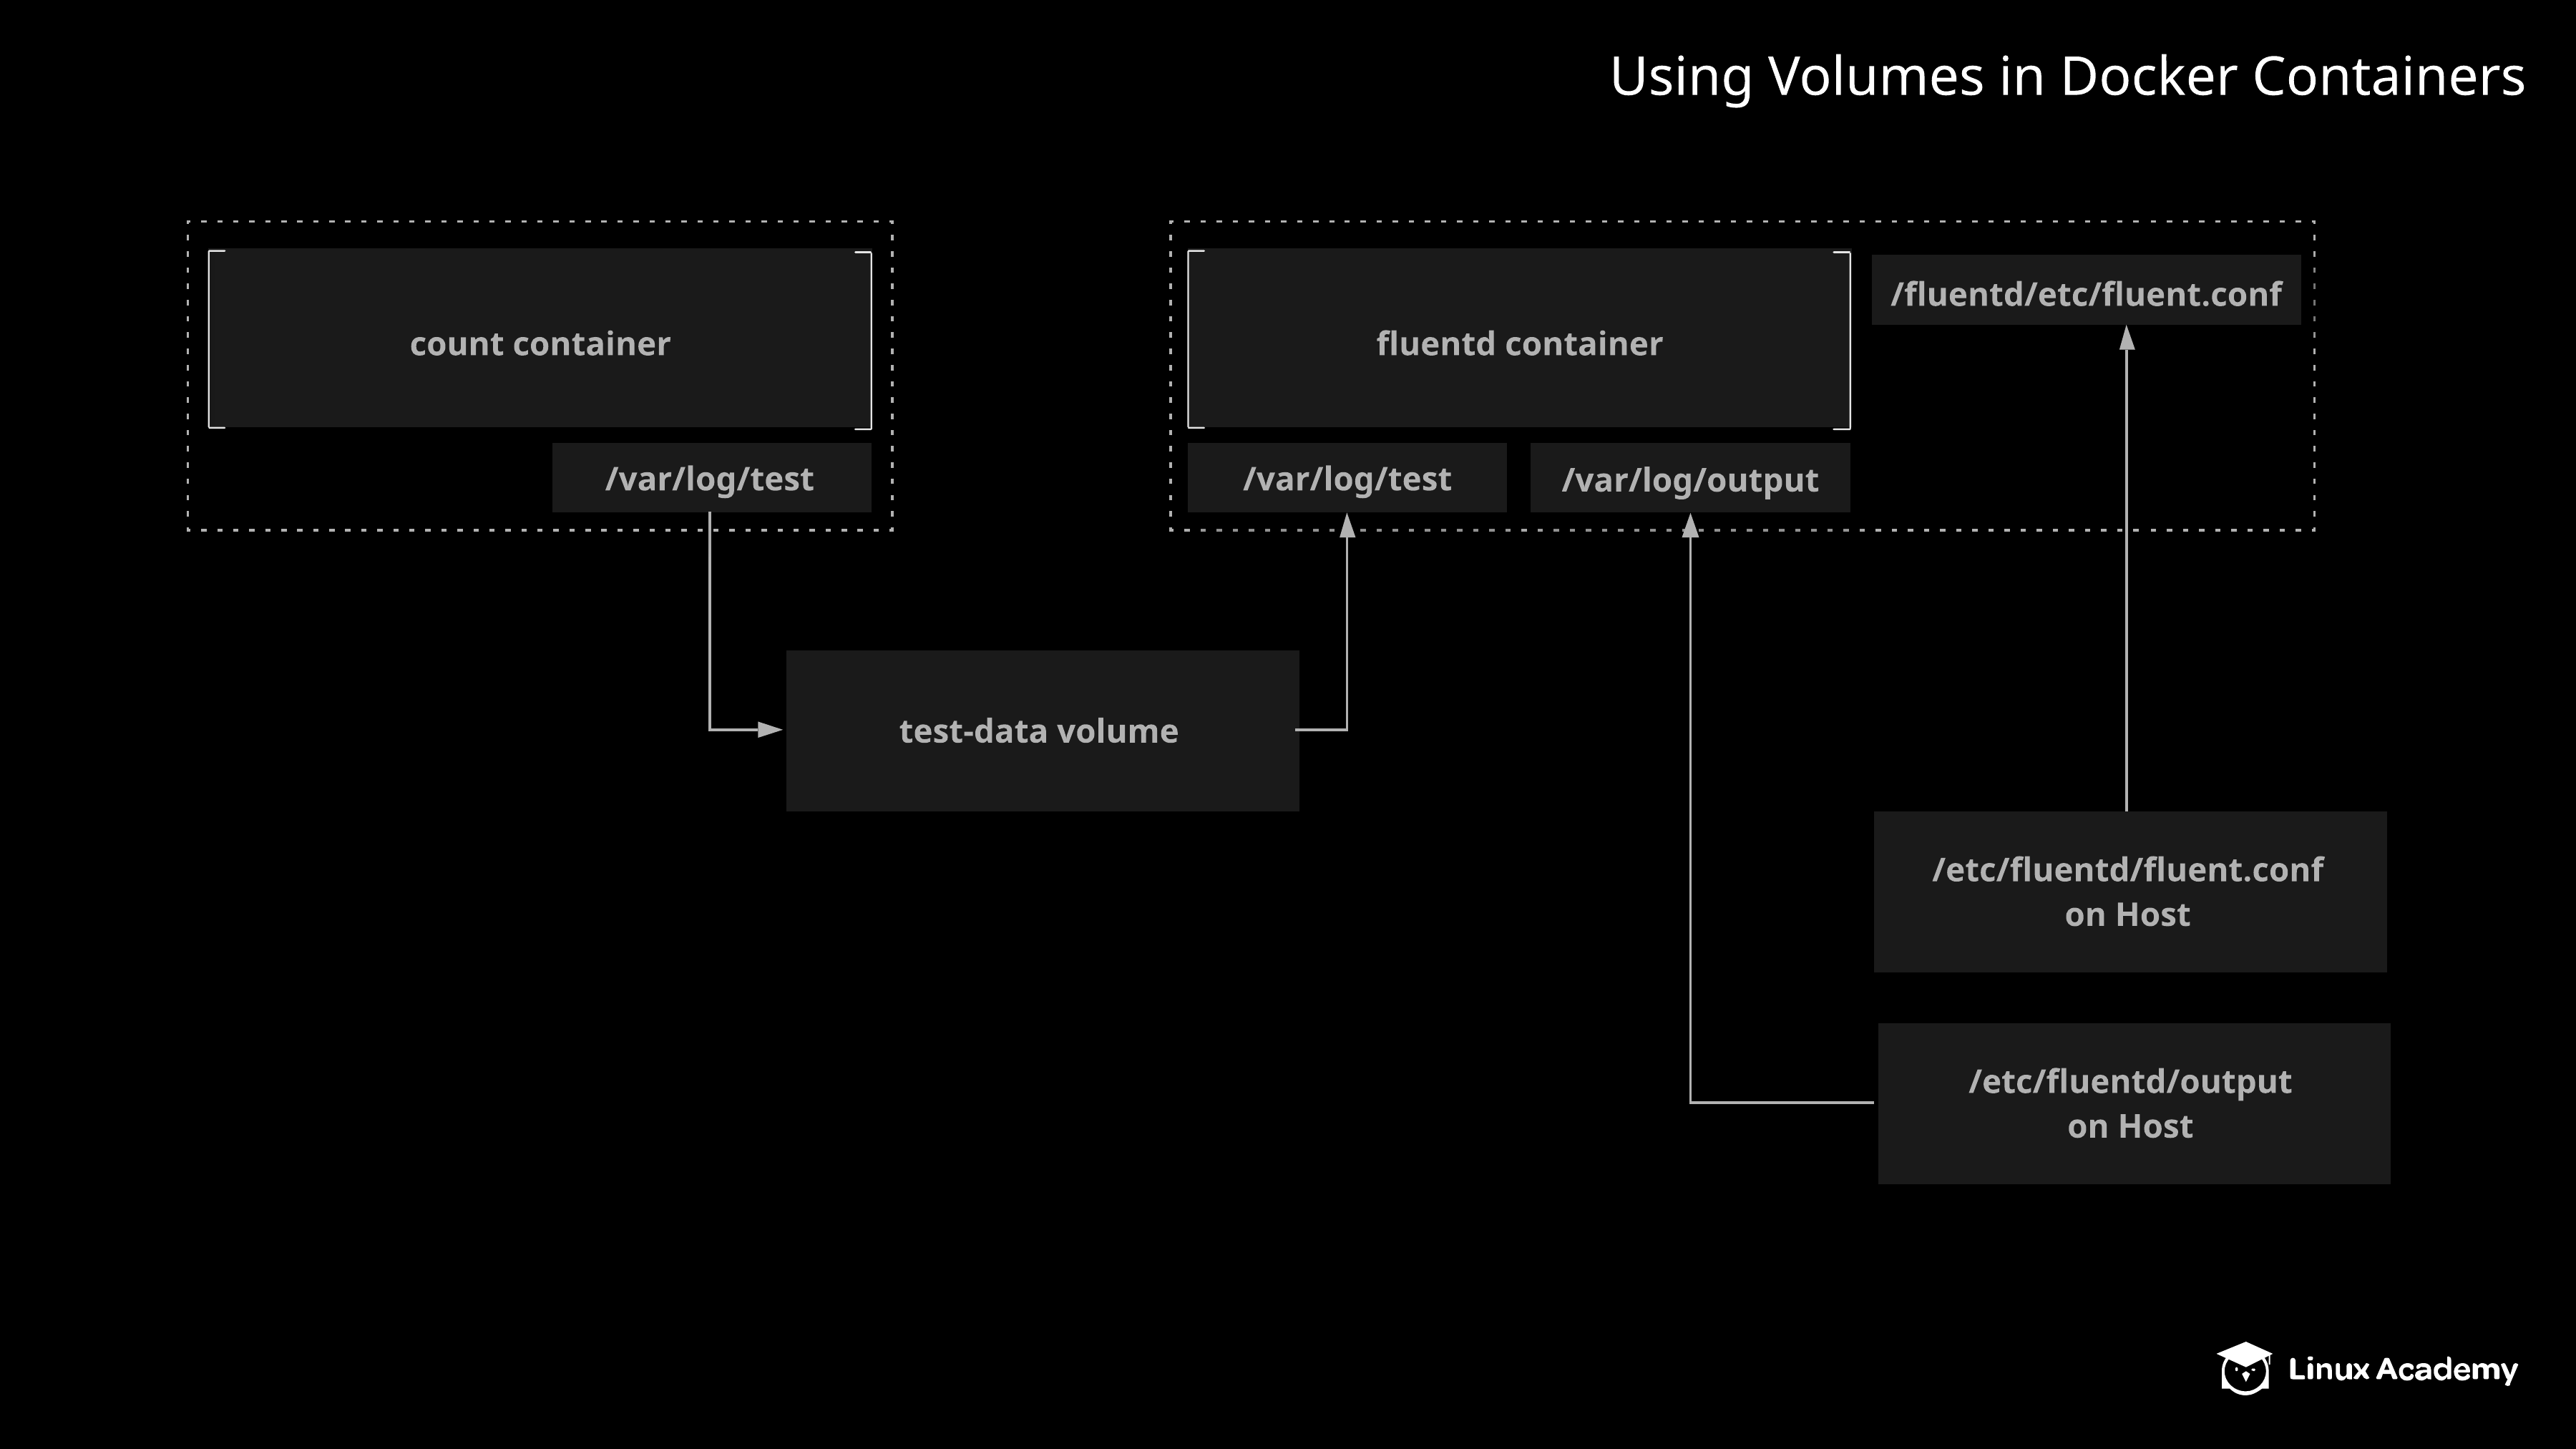 Using Volumes in Docker Containers
count container
/var/log/test
fluentd container
/fluentd/etc/fluent.conf
/var/log/test
/var/log/output
test-data volume
/etc/fluentd/fluent.conf
on Host
/etc/fluentd/output
on Host
Linux Academy